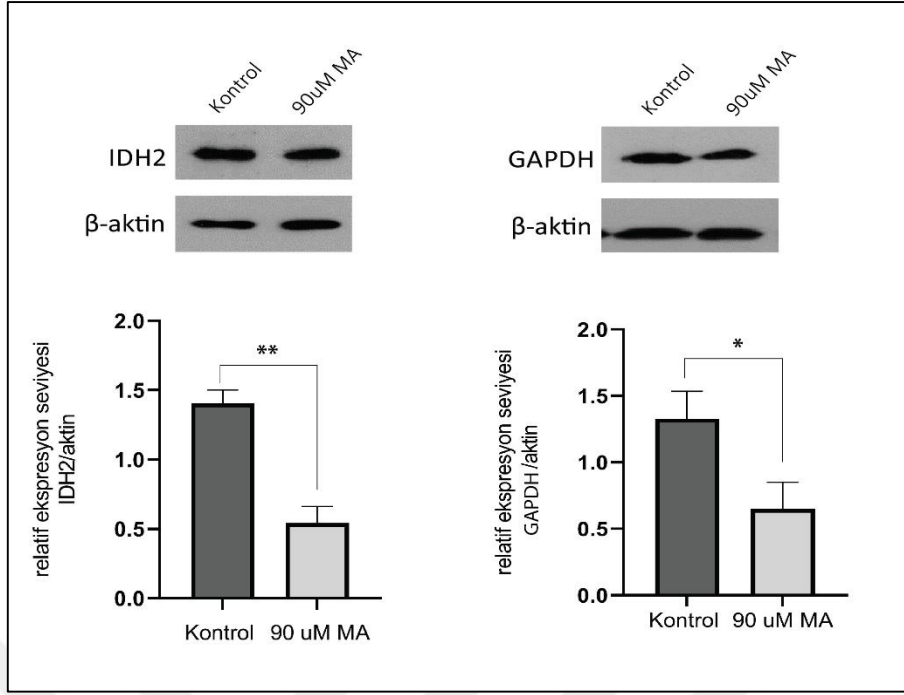 Kontrol
90uM MA
IDH2
β-aktin
Kontrol
90uM MA
GAPDH
β-aktin
relatif ekspresyon seviyesi
IDH2/aktin
2.0
1.5
1.0
0.5
0.0
**
Kontrol
90 uM MA
relatif ekspresyon seviyesi
GAPDH/aktin
2.0
1.5
1.0
0.5
0.0
*
Kontrol
90 uM MA